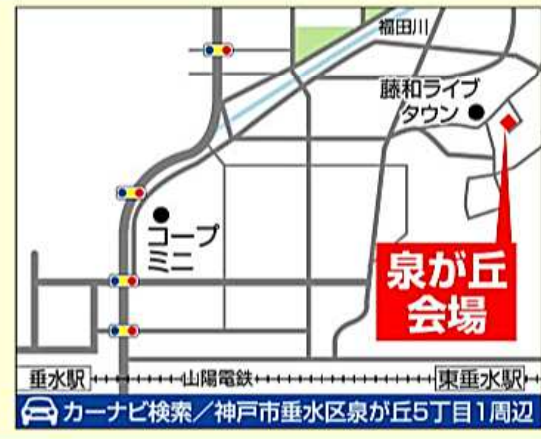 福田川
藤和ライブ
タウン
コープ
ミニ
泉が丘
会場
垂水駅
山陽電鉄
東垂水駅
カーナビ検索／神戸市垂水区泉が丘5丁目1周辺